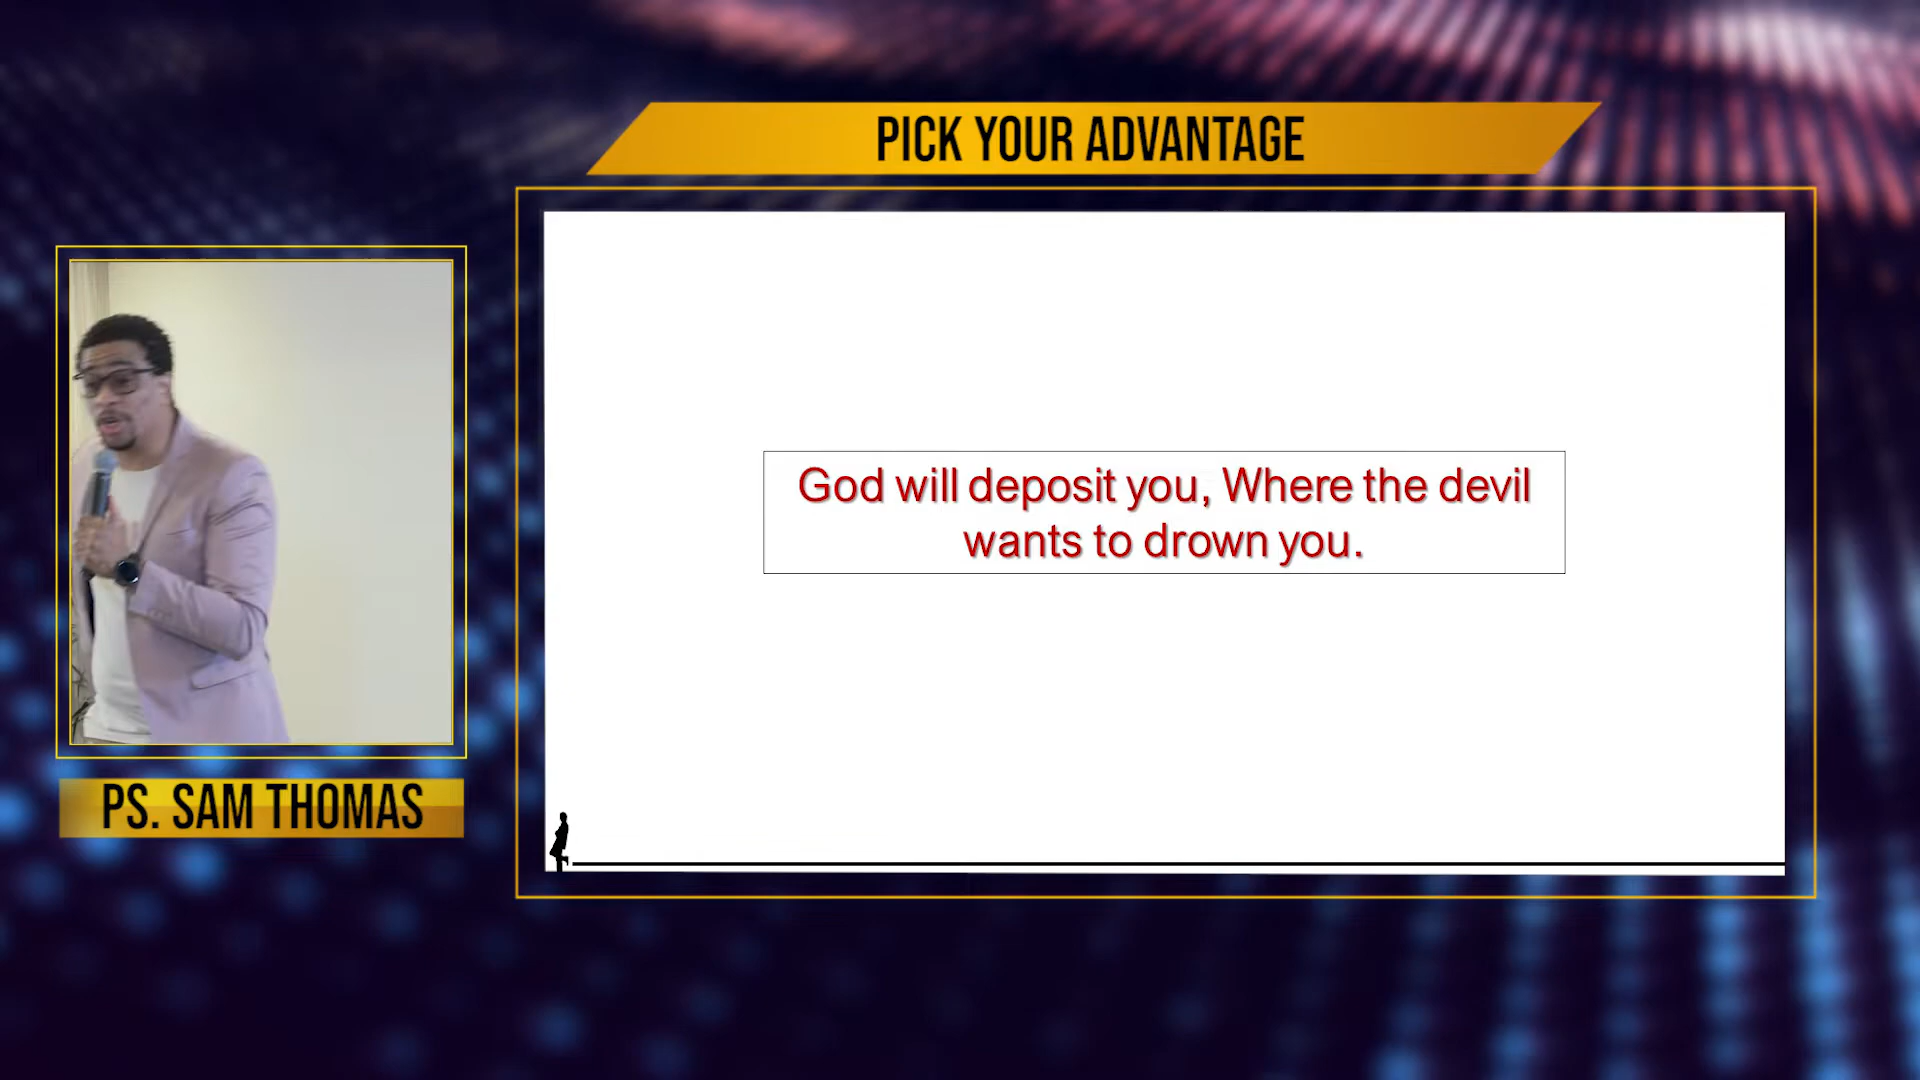 PICK YOUR ADVANTAGE
God will deposit you, Where the devil
wants to drown you.
PS. SAM THOMAS